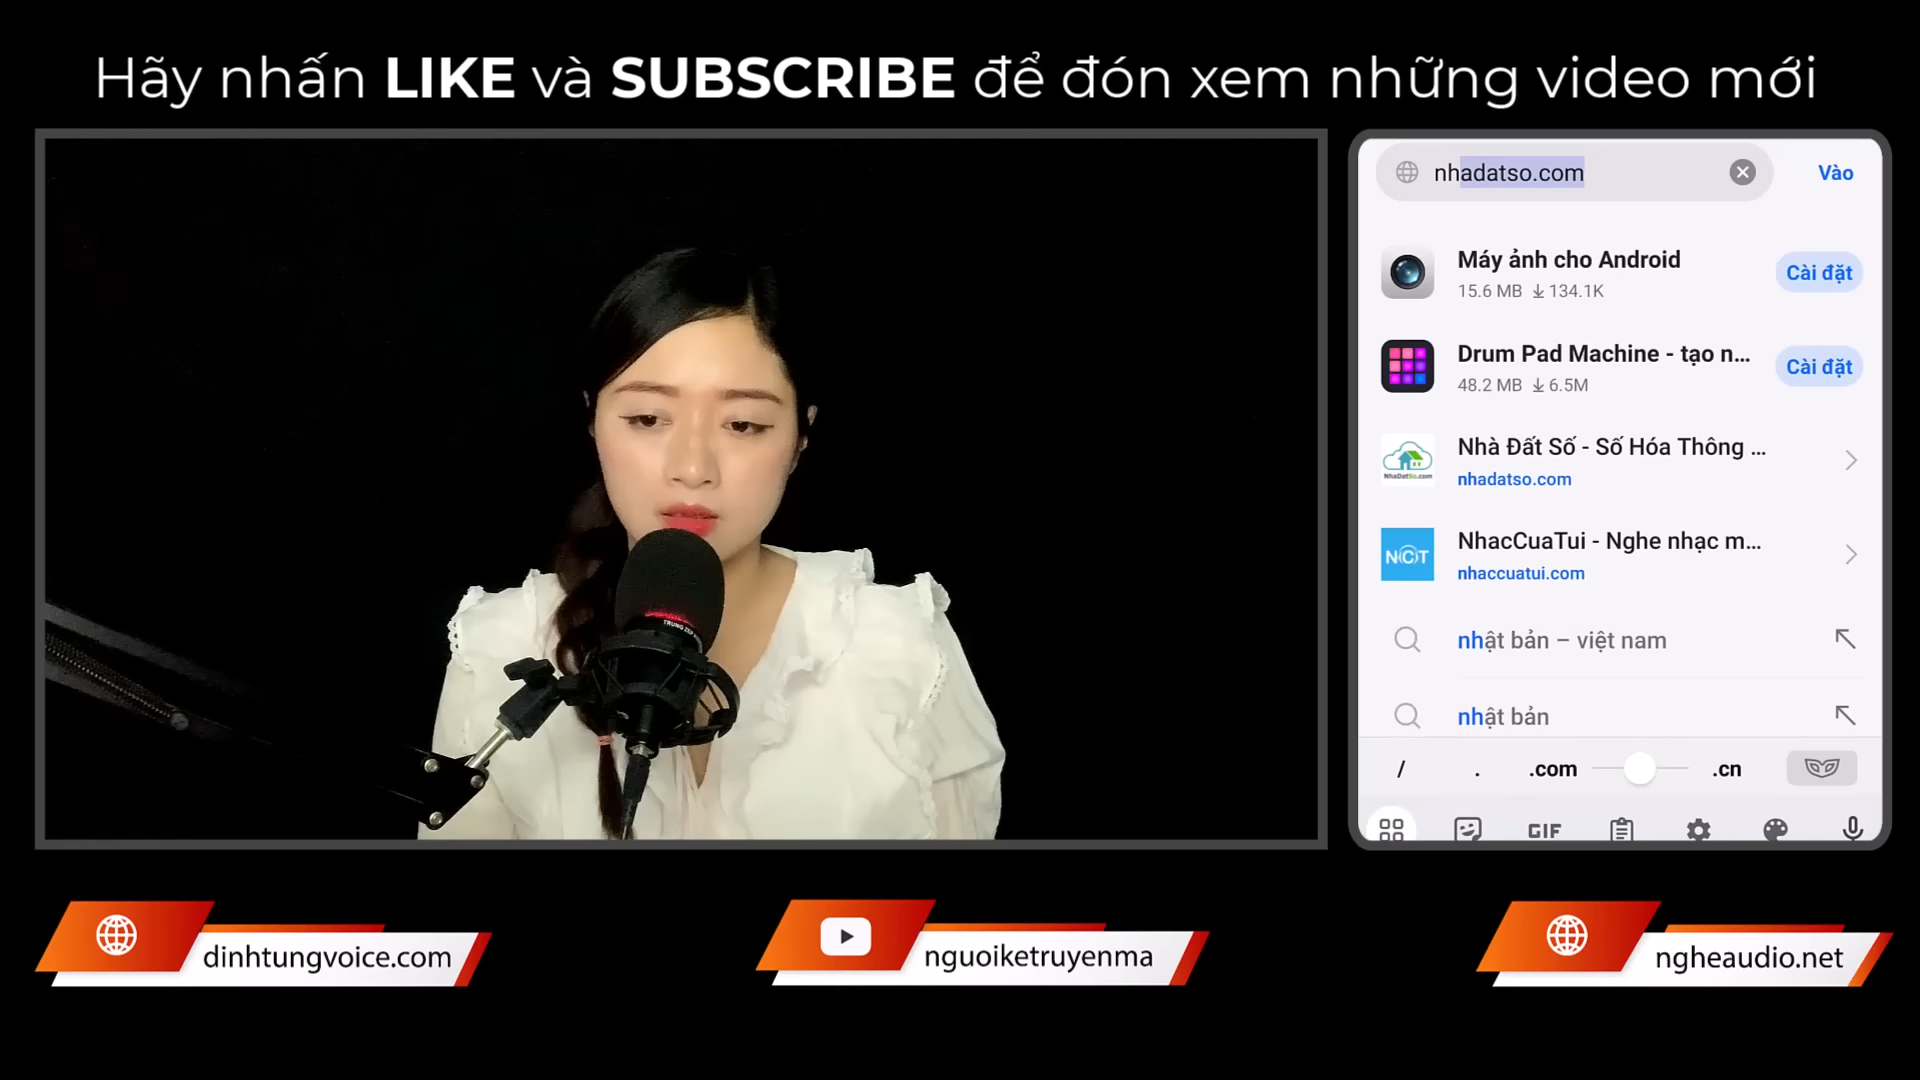 Hãy nhấn LIKE và SUBSCRIBE để đón xem những video mới
nhadatso.com
Vào
Máy ảnh cho Android
15.6 MB 134.1K
Cài đặt
Drum Pad Machine - tạo n...
48.2 MB 6.5M
Cài đặt
Nhà Đất Số - Số Hóa Thông ...
nhadatso.com
NhaDatSo.com
NhacCuaTui - Nghe nhạc m...
nhaccuatui.com
NCT
nhật bản – việt nam
nhật bản
/ . .com .cn
GIF
dinhtungvoice.com
nguoiketruyenma
ngheaudio.net